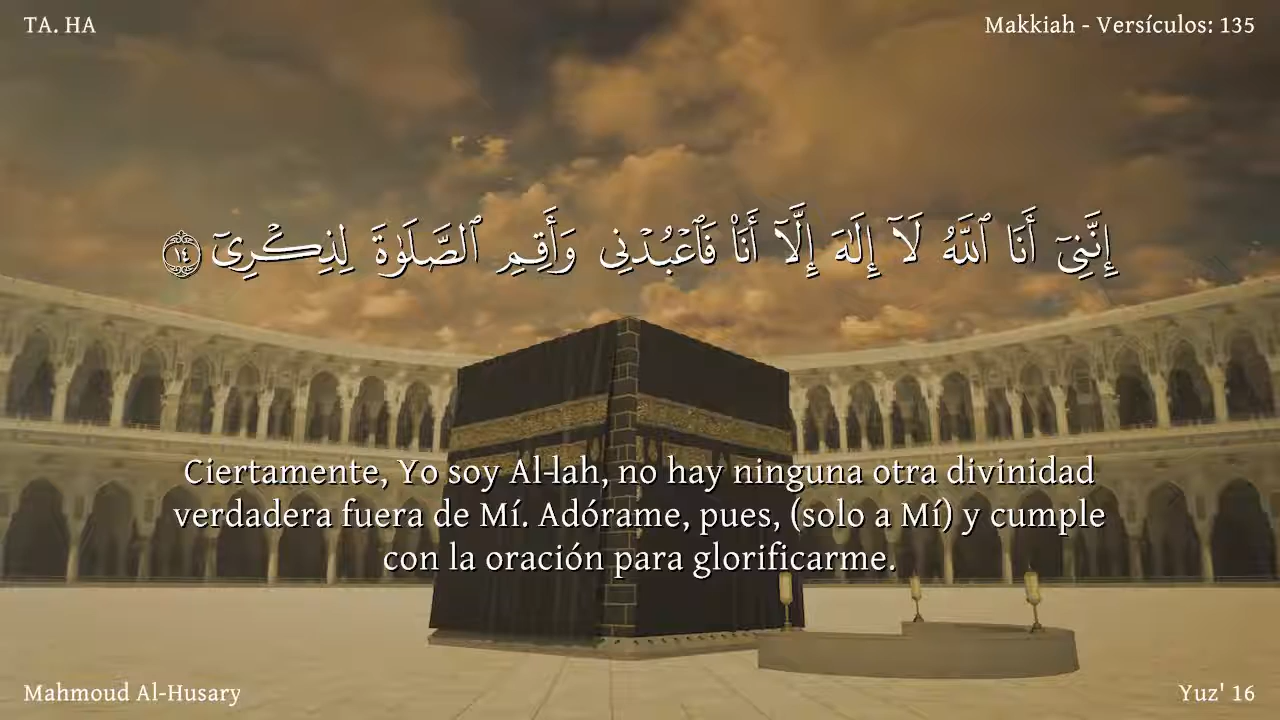 TA. HA
Makkiah - Versículos: 135
إِنَّنِىٓ أَنَا ٱللَّهُ لَآ إِلَٰهَ إِلَّآ أَنَا۠ فَٱعْبُدْنِى وَأَقِمِ ٱلصَّلَوٰةَ لِذِكْرِىٓ ١٤
Ciertamente, Yo soy Al-lah, no hay ninguna otra divinidad
verdadera fuera de Mí. Adórame, pues, (solo a Mí) y cumple
con la oración para glorificarme.
Mahmoud Al-Husary
Yuz' 16